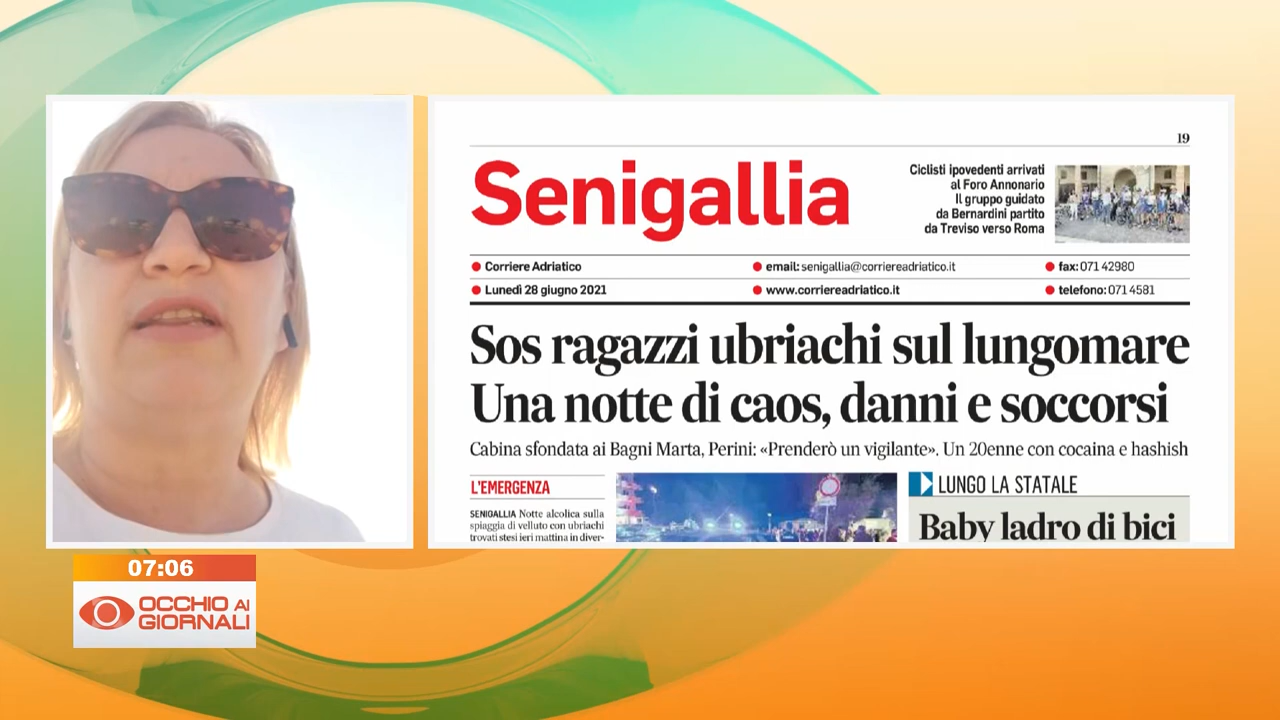 19
Senigallia
Ciclisti ipovedenti arrivati
al Foro Annonario
Il gruppo guidato
da Bernardini partito
da Treviso verso Roma
Corriere Adriatico
email: senigallia@corriereadriatico.it
fax: 071 42980
Lunedì 28 giugno 2021
www.corriereadriatico.it
telefono: 071 4581
Sos ragazzi ubriachi sul lungomare
Una notte di caos, danni e soccorsi
Cabina sfondata ai Bagni Marta, Perini: «Prenderò un vigilante». Un 20enne con cocaina e hashish
L'EMERGENZA
SENIGALLIA Notte alcolica sulla
spiaggia di velluto con ubriachi
trovati stesi ieri mattina in diver-
LUNGO LA STATALE
Baby ladro di bici
07:06
OCCHIO AI
GIORNALI